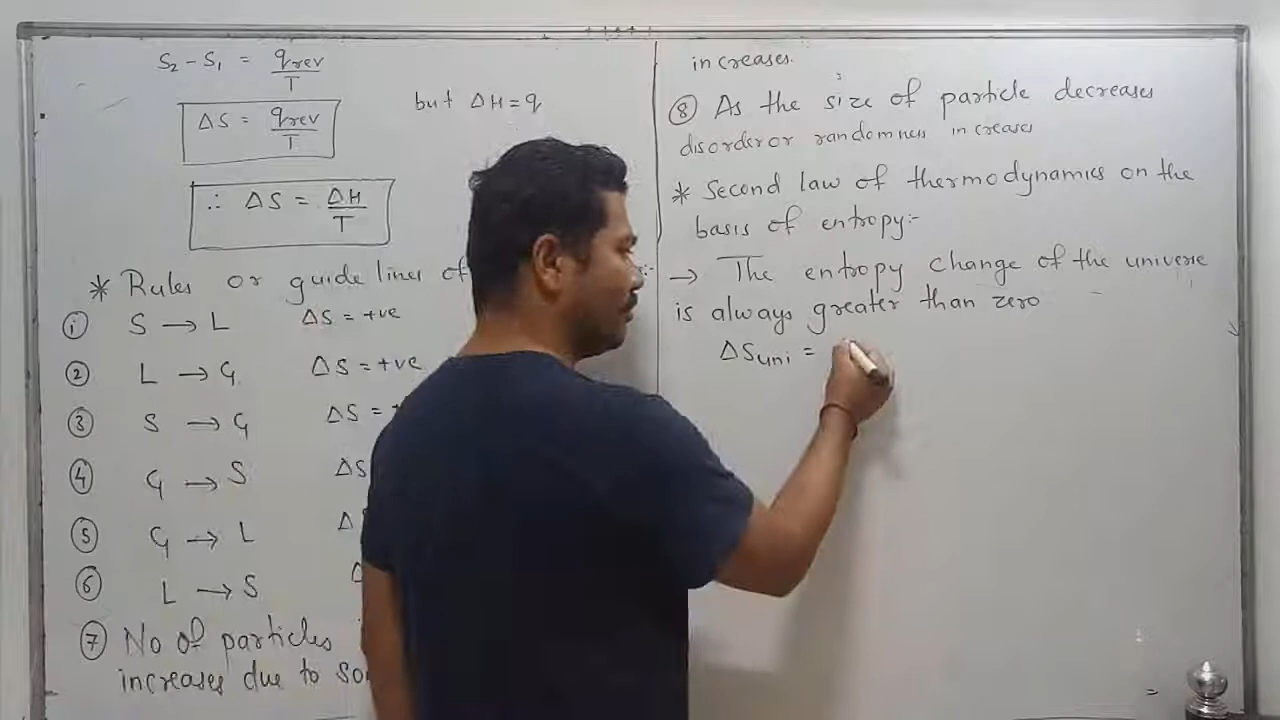 S₂ - S₁ = qrev/T
ΔS = qrev/T
but ΔH = q
∴ ΔS = ΔH/T
* Rules or guide lines of
① S → L ΔS = +ve
② L → G ΔS = +ve
③ S → G ΔS =
④ G → S ΔS
⑤ G → L Δ
⑥ L → S
⑦ No of particles
increases due to
increases.
⑧ As the size of particle decreases
disorder or randomness increases
* Second law of thermodynamics on the
basis of entropy:-
→ The entropy change of the universe
is always greater than zero
ΔSuni =